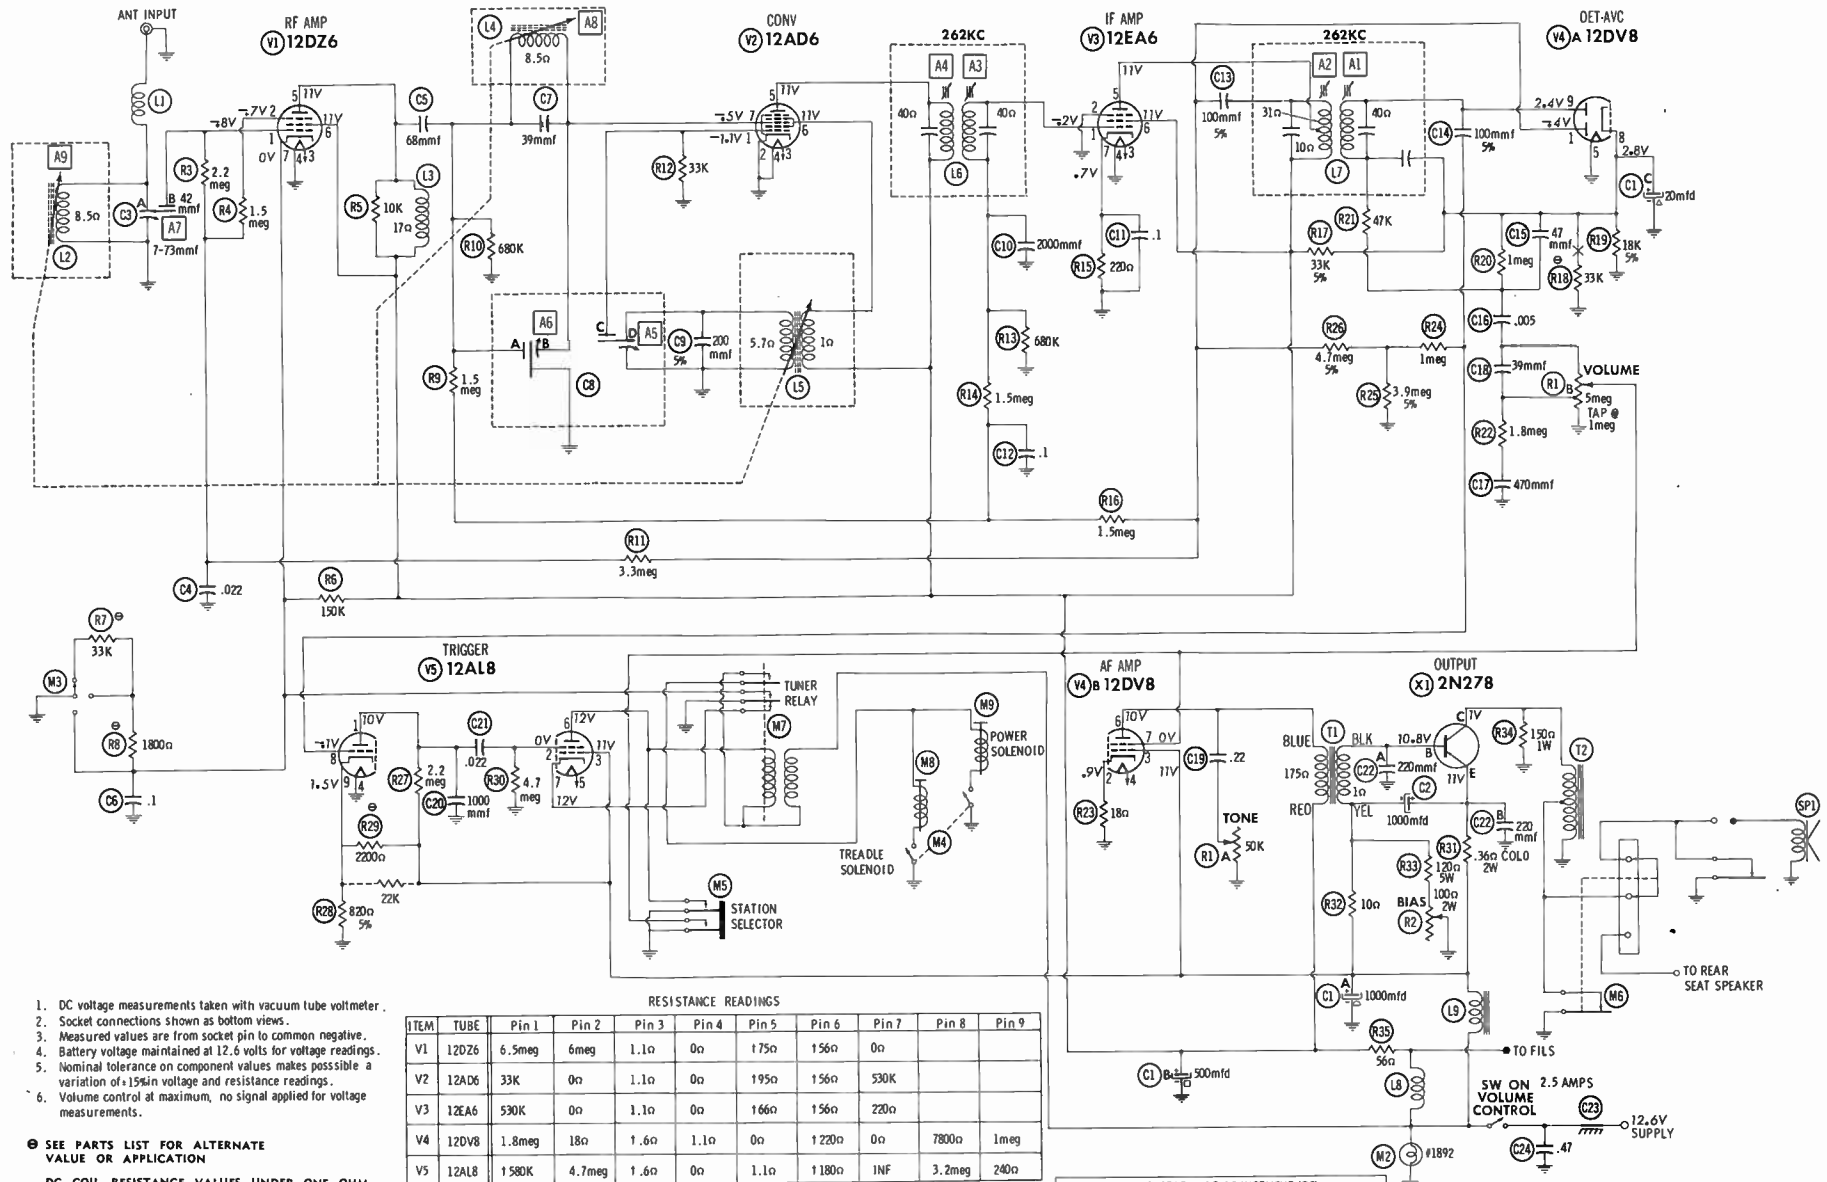 ANT INPUT
RF AMP
V1 12DZ6
L4
A8
8.5Ω
CONV
V2 12AD6
262KC
IF AMP
V3 12EA6
262KC
DET-AVC
V4 A 12DV8
L1
5 11V
-.7V 2
-.8V 1
11V 6
0V 7 4 3
C5
68mmf
C7
39mmf
5 11V
-.5V 7
-1.1V 1
11V 6
2 4 3
A4 A3
40Ω 40Ω
L6
5 11V
2
-.2V 1
11V 6
7 4 3
.7V
C13
100mmf
5%
A2 A1
31Ω
10Ω
40Ω
L7
C14
100mmf
5%
2.4V 9
-.4V 1
5
8
2.8V
C1 C
20mfd
A9
8.5Ω
L2
C3 A
B 42
mmf
A7
7-73mmf
R3 2.2
meg
R4 1.5
meg
R5 10K
L3
17Ω
R10 680K
R12 33K
C10 2000mmf
C11 .1
R15 220Ω
R17
33K
5%
R21 47K
R20 1meg
C15 47
mmf
R18 33K
R19 18K
5%
A6
A B
C8
C D
A5
C9
5%
200
mmf
5.7Ω
1Ω
L5
R9 1.5
meg
R13 680K
R14 1.5meg
C12 .1
R26
4.7meg
5%
R24
1meg
R25 3.9meg
5%
C16 .005
C18 39mmf
R1 B
VOLUME
5meg
TAP @
1meg
R22 1.8meg
C17 470mmf
R16
1.5meg
R11
3.3meg
C4 .022
R6
150K
R7
33K
M3
R8 1800Ω
C6 .1
TRIGGER
V5 12AL8
1 10V
-.1V
8
1.5V 9 4
R27 2.2
meg
C21
.022
C20 1000
mmf
R30 4.7
meg
R29
2200Ω
22K
R28 820Ω
5%
6 12V
0V
2
11V
3
7 5
12V
TUNER
RELAY
M7
M9
POWER
SOLENOID
M8
M4
TREADLE
SOLENOID
M5
STATION
SELECTOR
AF AMP
V4 B 12DV8
6 10V
7 0V
3
11V
.9V 2 4
R23 18Ω
C19 .22
TONE
R1 A 50K
OUTPUT
X1 2N278
BLUE
175Ω
RED
T1
BLK
1Ω
YEL
10.8V
B
C 1V
E
11V
A
C22 220mmf
C2
1000mfd
R34 150Ω
1W
T2
C22 B 220
mmf
R31
.36Ω COLD
2W
R33 120Ω
5W
100Ω
2W
BIAS
R2
R32 10Ω
SP1
M6
TO REAR
SEAT SPEAKER
C1 A 1000mfd
L9
R35
56Ω
TO FILS
C1 B 500mfd
L8
SW ON
VOLUME
CONTROL
2.5 AMPS
C23
12.6V
SUPPLY
C24 .47
M2 #1892
1. DC voltage measurements taken with vacuum tube voltmeter.
2. Socket connections shown as bottom views.
3. Measured values are from socket pin to common negative.
4. Battery voltage maintained at 12.6 volts for voltage readings.
5. Nominal tolerance on component values makes posssible a
variation of ±15% in voltage and resistance readings.
6. Volume control at maximum, no signal applied for voltage
measurements.
⊖ SEE PARTS LIST FOR ALTERNATE
VALUE OR APPLICATION
DC COIL RESISTANCE VALUES UNDER ONE OHM
RESISTANCE READINGS
ITEM TUBE Pin 1 Pin 2 Pin 3 Pin 4 Pin 5 Pin 6 Pin 7 Pin 8 Pin 9
V1 12DZ6 6.5meg 6meg 1.1Ω 0Ω †75Ω †56Ω 0Ω
V2 12AD6 33K 0Ω 1.1Ω 0Ω †95Ω †56Ω 530K
V3 12EA6 530K 0Ω 1.1Ω 0Ω †66Ω †56Ω 220Ω
V4 12DV8 1.8meg 18Ω †.6Ω 1.1Ω 0Ω †220Ω 0Ω 7800Ω 1meg
V5 12AL8 †580K 4.7meg †.6Ω 0Ω 1.1Ω †180Ω INF 3.2meg 240Ω